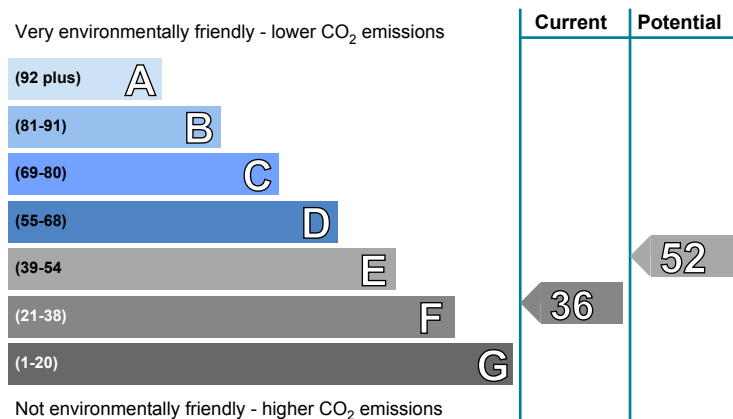 Current Potential
Very environmentally friendly - lower CO2 emissions
(92 plus) A
(81-91) B
(69-80) C
(55-68) D
(39-54 E
52
(21-38) F
36
(1-20) G
Not environmentally friendly - higher CO2 emissions